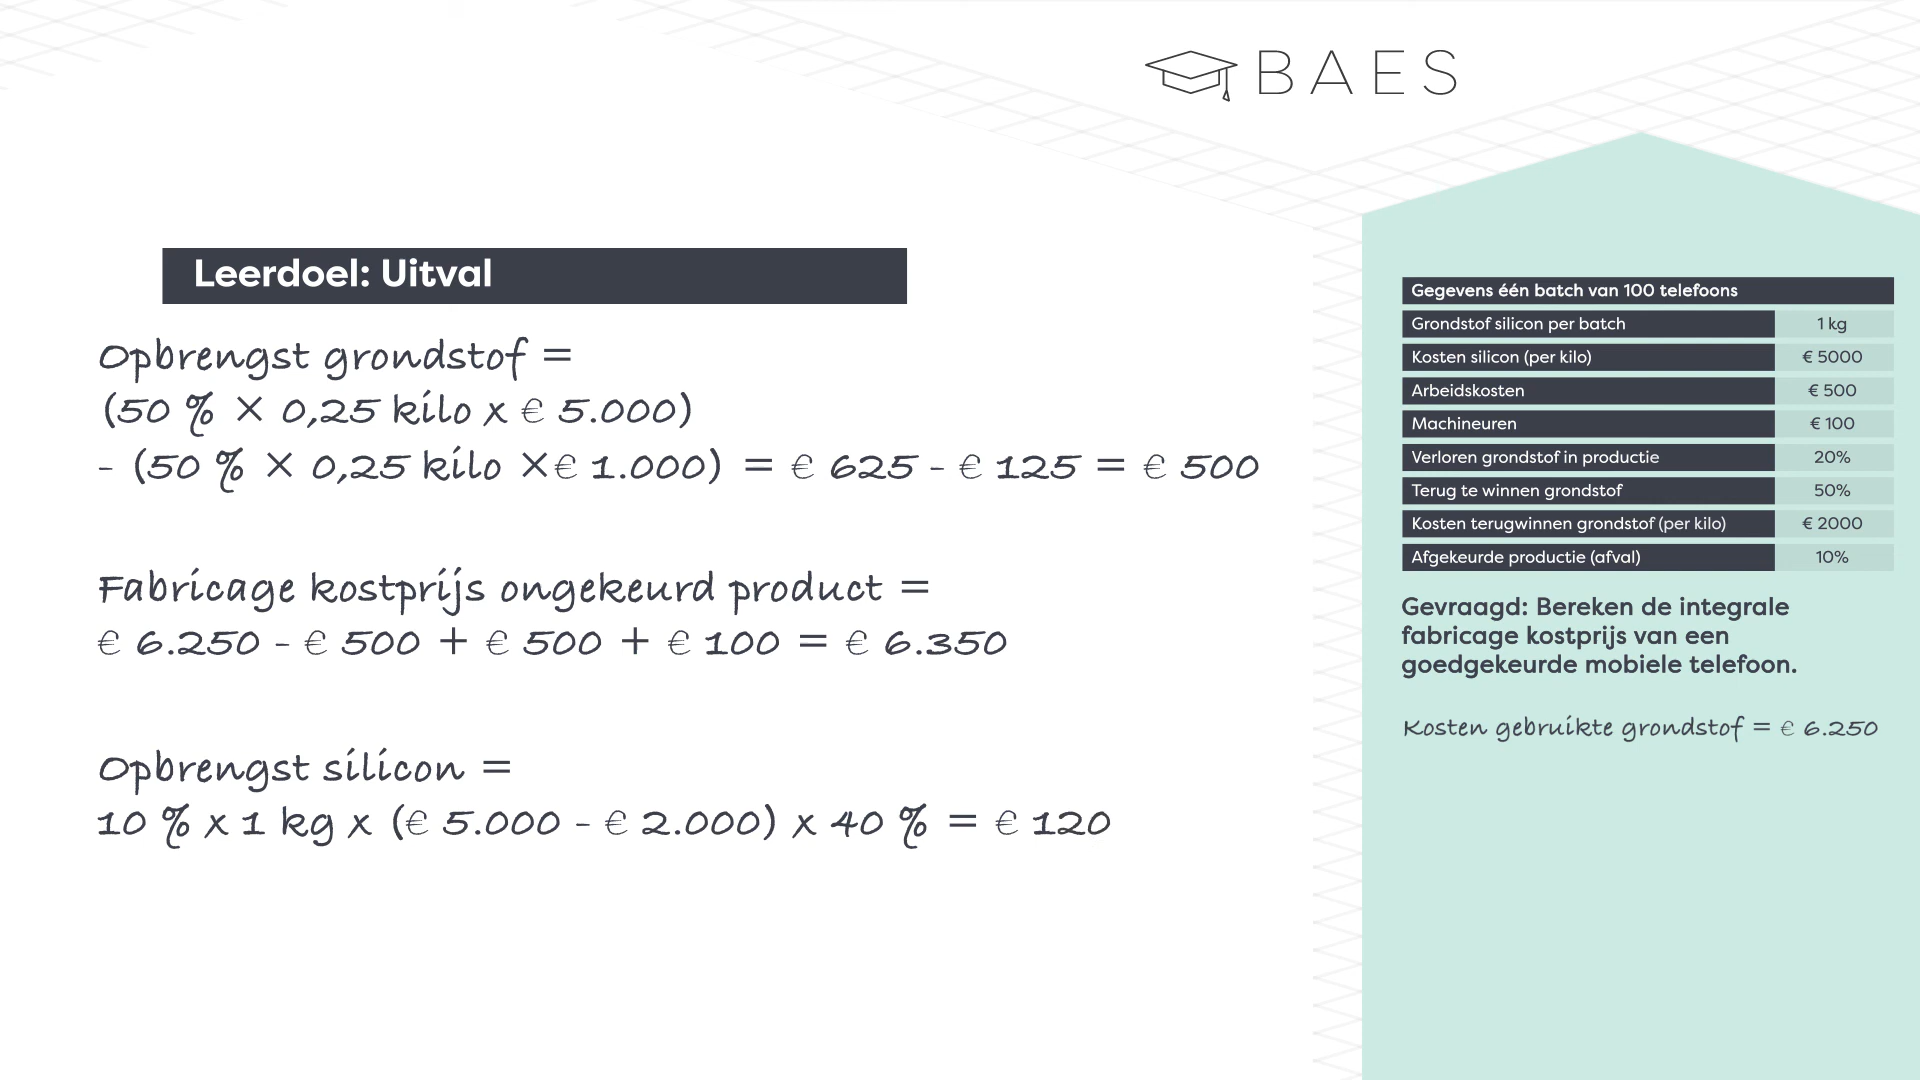 BAES
Leerdoel: Uitval
Opbrengst grondstof =
(50 % × 0,25 kilo x € 5.000)
- (50 % × 0,25 kilo ×€ 1.000) = € 625 - € 125 = € 500
Fabricage kostprijs ongekeurd product =
€ 6.250 - € 500 + € 500 + € 100 = € 6.350
Opbrengst silicon =
10 % x 1 kg x (€ 5.000 - € 2.000) x 40 % = € 120
Gegevens één batch van 100 telefoons
Grondstof silicon per batch 1 kg
Kosten silicon (per kilo) € 5000
Arbeidskosten € 500
Machineuren € 100
Verloren grondstof in productie 20%
Terug te winnen grondstof 50%
Kosten terugwinnen grondstof (per kilo) € 2000
Afgekeurde productie (afval) 10%
Gevraagd: Bereken de integrale
fabricage kostprijs van een
goedgekeurde mobiele telefoon.
Kosten gebruikte grondstof = € 6.250